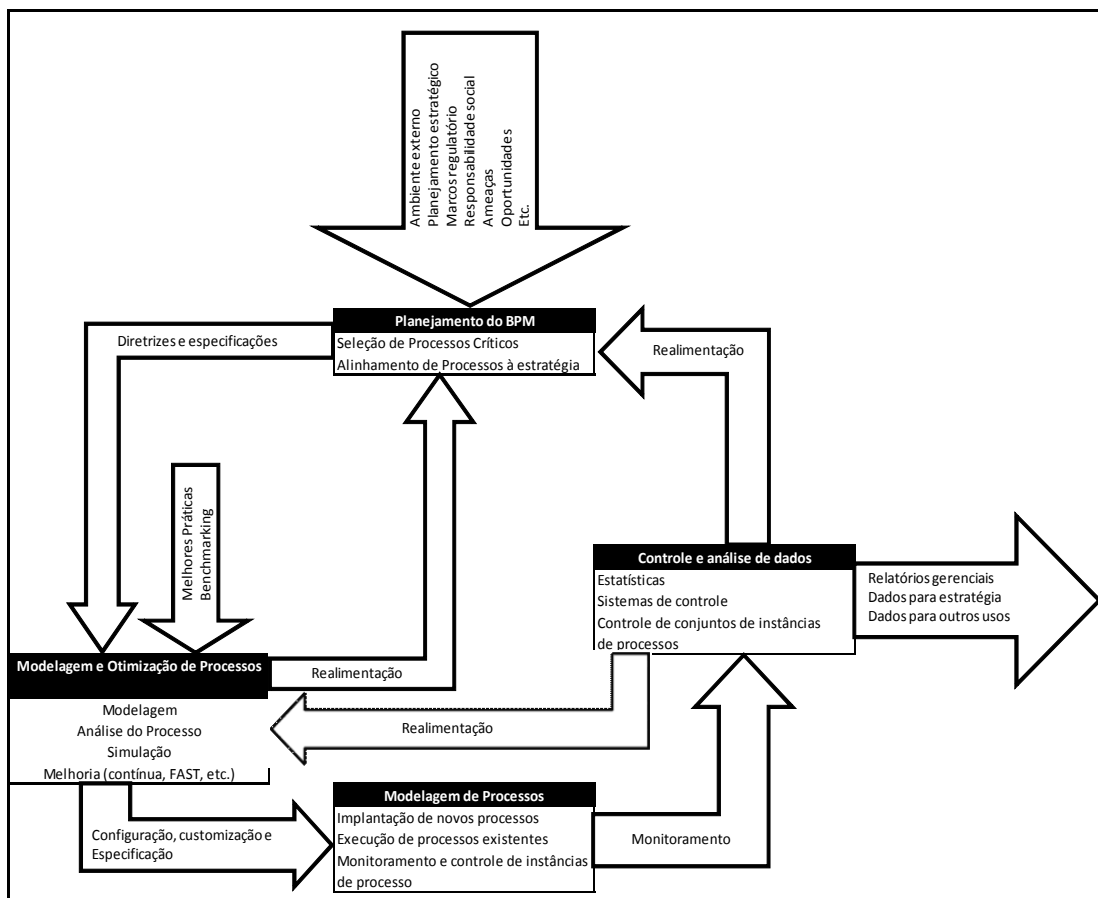 Ambiente externo
Planejamento estratégico
Marcos regulatório
Responsabilidade social
Ameaças
Oportunidades
Etc.
Planejamento do BPM
Seleção de Processos Críticos
Alinhamento de Processos à estratégia
Diretrizes e especificações
Realimentação
Melhores Práticas
Benchmarking
Controle e análise de dados
Estatísticas
Sistemas de controle
Controle de conjuntos de instâncias
de processos
Relatórios gerenciais
Dados para estratégia
Dados para outros usos
Modelagem e Otimização de Processos
Modelagem
Análise do Processo
Simulação
Melhoria (contínua, FAST, etc.)
Realimentação
Realimentação
Configuração, customização e
Especificação
Modelagem de Processos
Implantação de novos processos
Execução de processos existentes
Monitoramento e controle de instâncias
de processo
Monitoramento